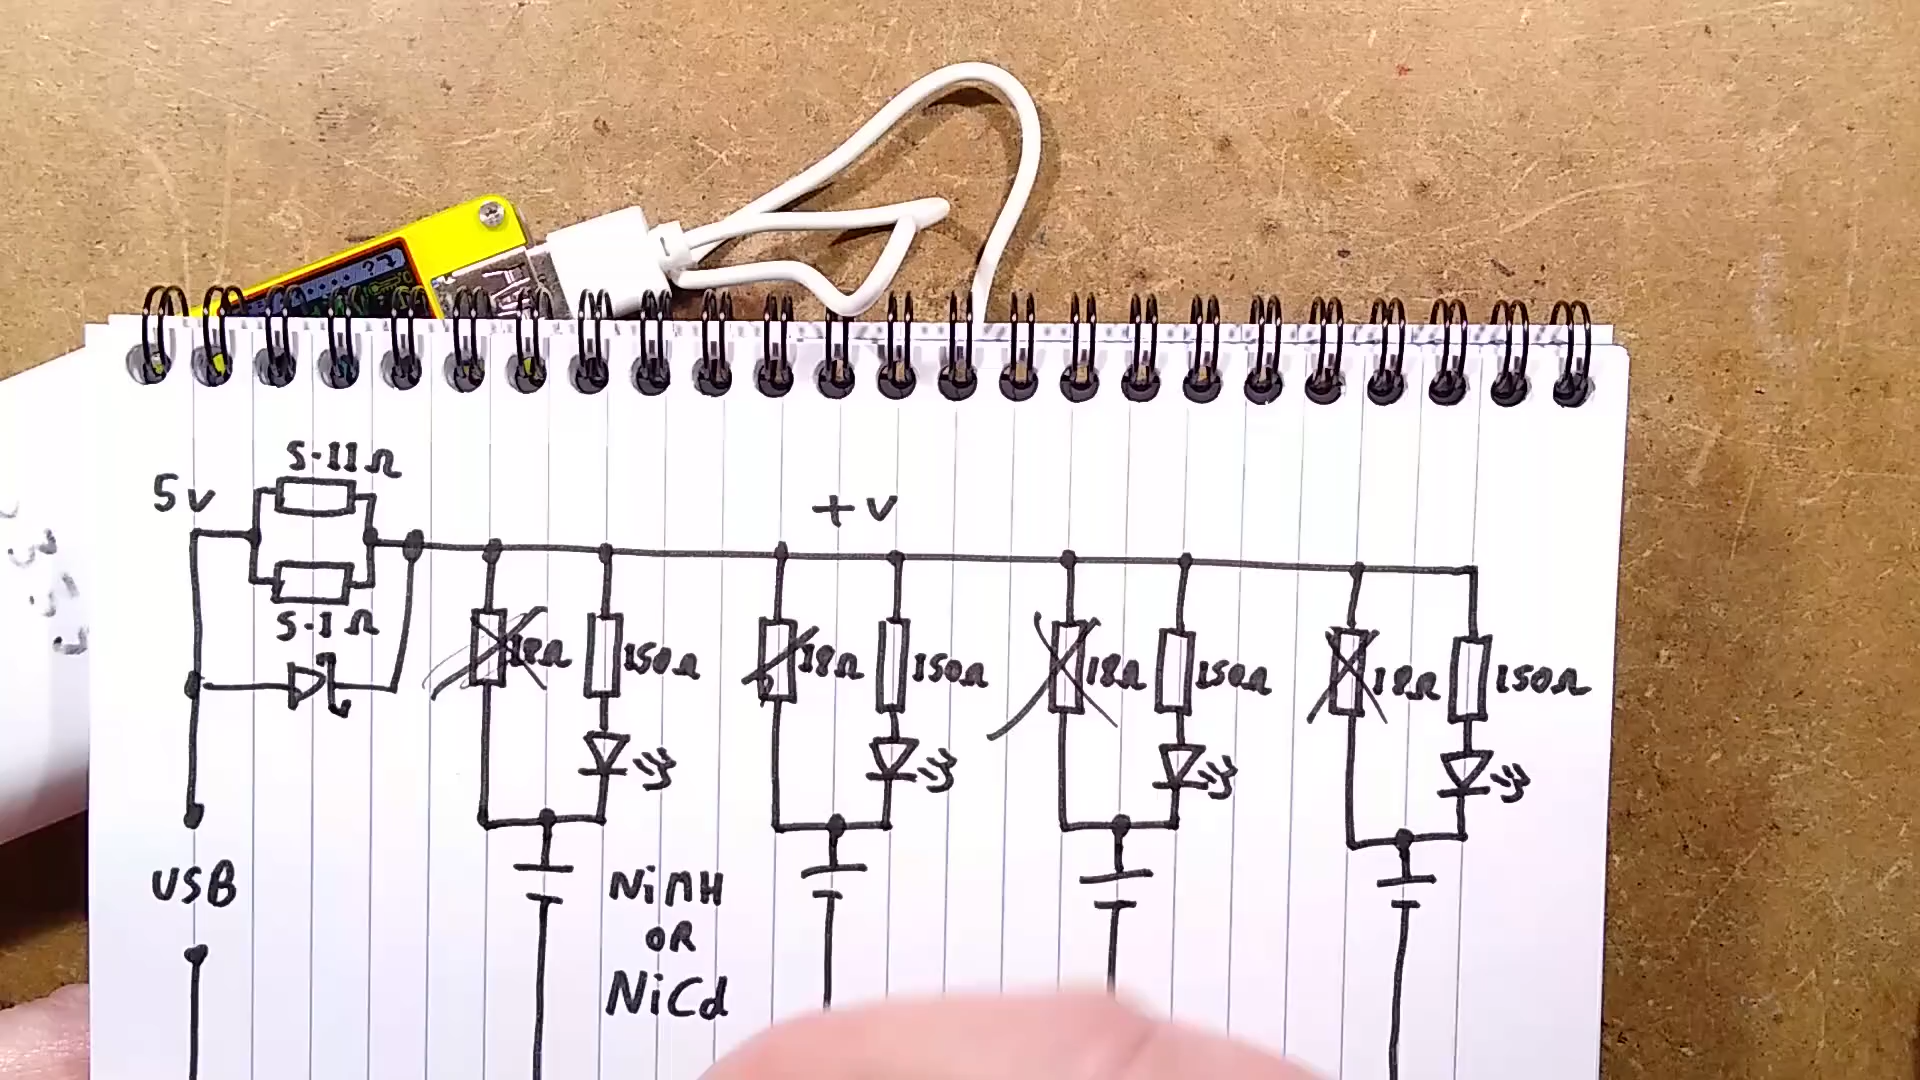 5.11Ω
5V
+V
5.1Ω
18Ω 150Ω 18Ω 150Ω 18Ω 150Ω 18Ω 150Ω
USB
NiMH
OR
NiCd